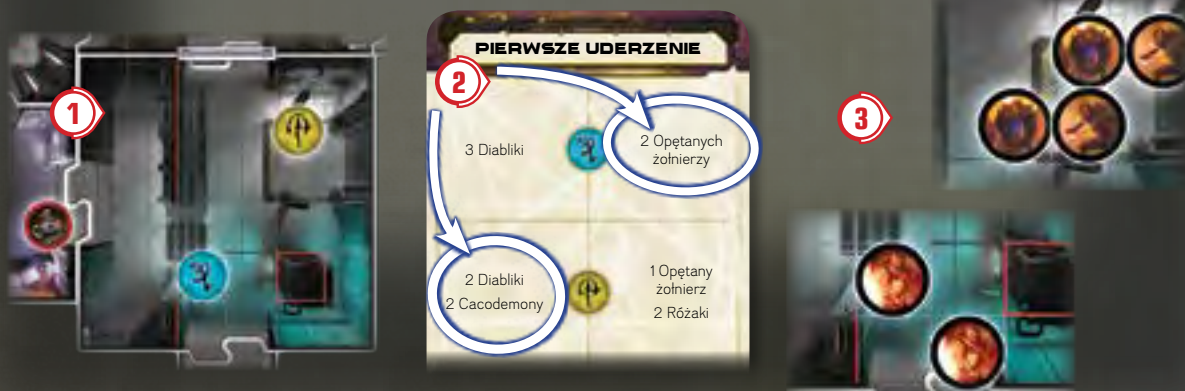 1
PIERWSZE UDERZENIE
2
3 Diabliki
2 Opętanych
żołnierzy
2 Diabliki
2 Cacodemony
1 Opętany
żołnierz
2 Różaki
3